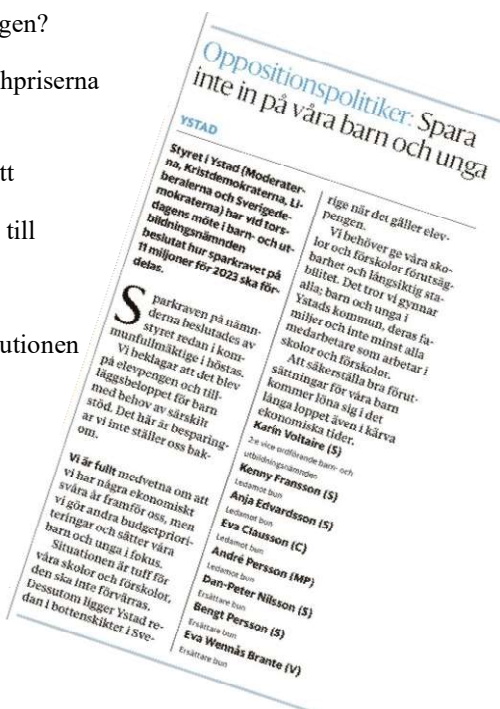 gen?
hpriserna
tt
till
utionen
Oppositionspolitiker: Spara
inte in på våra barn och unga
YSTAD
Styret i Ystad (Moderater-
na, Kristdemokraterna, Li-
beralerna och Sverigede-
mokraterna) har vid tors-
dagens möte i barn- och ut-
bildningsnämnden
beslutat hur sparkravet på
11 miljoner för 2023 ska för-
delas.
Sparkraven på nämn-
derna beslutades av
styret redan i kom-
munfullmäktige i höstas.
Vi beklagar att det blev
på elevpengen och till-
läggsbeloppet för barn
med behov av särskilt
stöd. Det här är besparing-
ar vi inte ställer oss bak-
om.
Vi är fullt medvetna om att
vi har några ekonomiskt
svåra år framför oss, men
vi gör andra budgetpriori-
teringar och sätter våra
barn och unga i fokus.
Situationen är tuff för
våra skolor och förskolor,
den ska inte förvärras.
Dessutom ligger Ystad re-
dan i bottenskiktet i Sve-
rige när det gäller elev-
pengen.
Vi behöver ge våra sko-
lor och förskolor förutsäg-
barhet och långsiktig sta-
bilitet. Det tror vi gynnar
alla; barn och unga i
Ystads kommun, deras fa-
miljer och inte minst alla
medarbetare som arbetar i
skolor och förskolor.
Att säkerställa bra förut-
sättningar för våra barn
kommer löna sig i det
långa loppet även i kärva
ekonomiska tider.
Karin Voltaire (S)
2:e vice ordförande barn- och
utbildningsnämnden
Kenny Fransson (S)
Ledamot bun
Anja Edvardsson (S)
Ledamot bun
Eva Clausson (C)
Ledamot bun
André Persson (MP)
Ledamot bun
Dan-Peter Nilsson (S)
Ersättare bun
Bengt Persson (S)
Ersättare bun
Eva Wennås Brante (V)
Ersättare bun